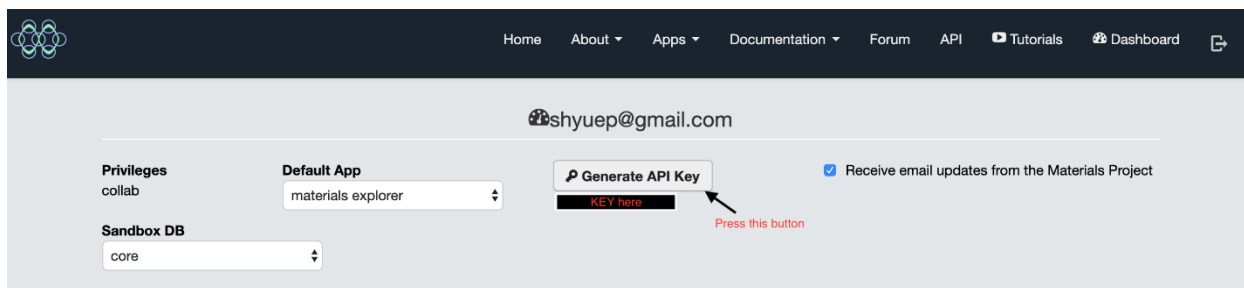 Home About Apps Documentation Forum API Tutorials Dashboard
shyuep@gmail.com
Privileges Default App Generate API Key Receive email updates from the Materials Project
collab materials explorer KEY here
Press this button
Sandbox DB
core